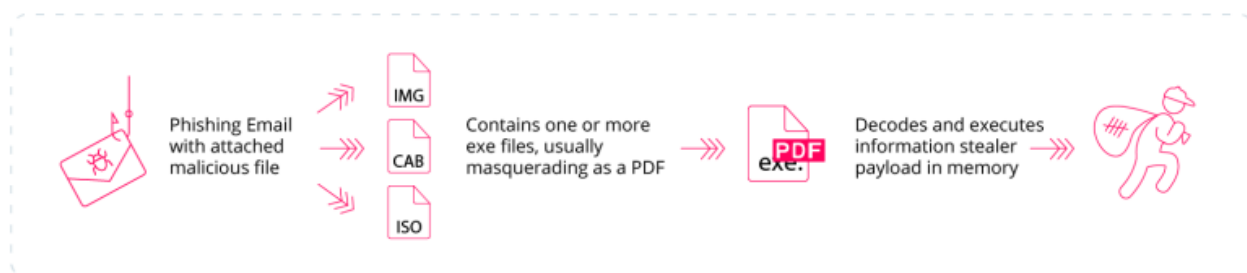 Phishing Email
with attached
malicious file
IMG
CAB
ISO
Contains one or more
exe files, usually
masquerading as a PDF
PDF
exe.
Decodes and executes
information stealer
payload in memory